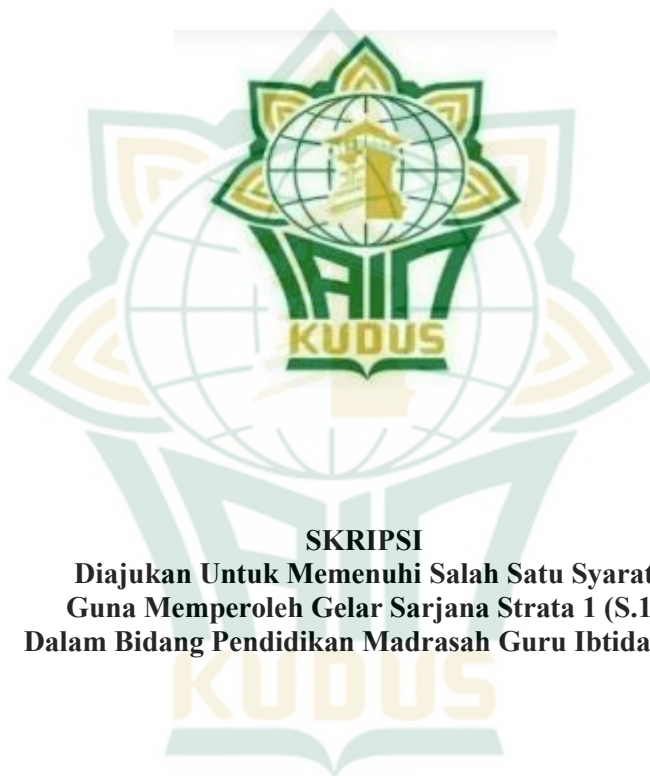 IAIN
KUDUS
SKRIPSI
Diajukan Untuk Memenuhi Salah Satu Syarat
Guna Memperoleh Gelar Sarjana Strata 1 (S.1
Dalam Bidang Pendidikan Madrasah Guru Ibtida
KUDUS